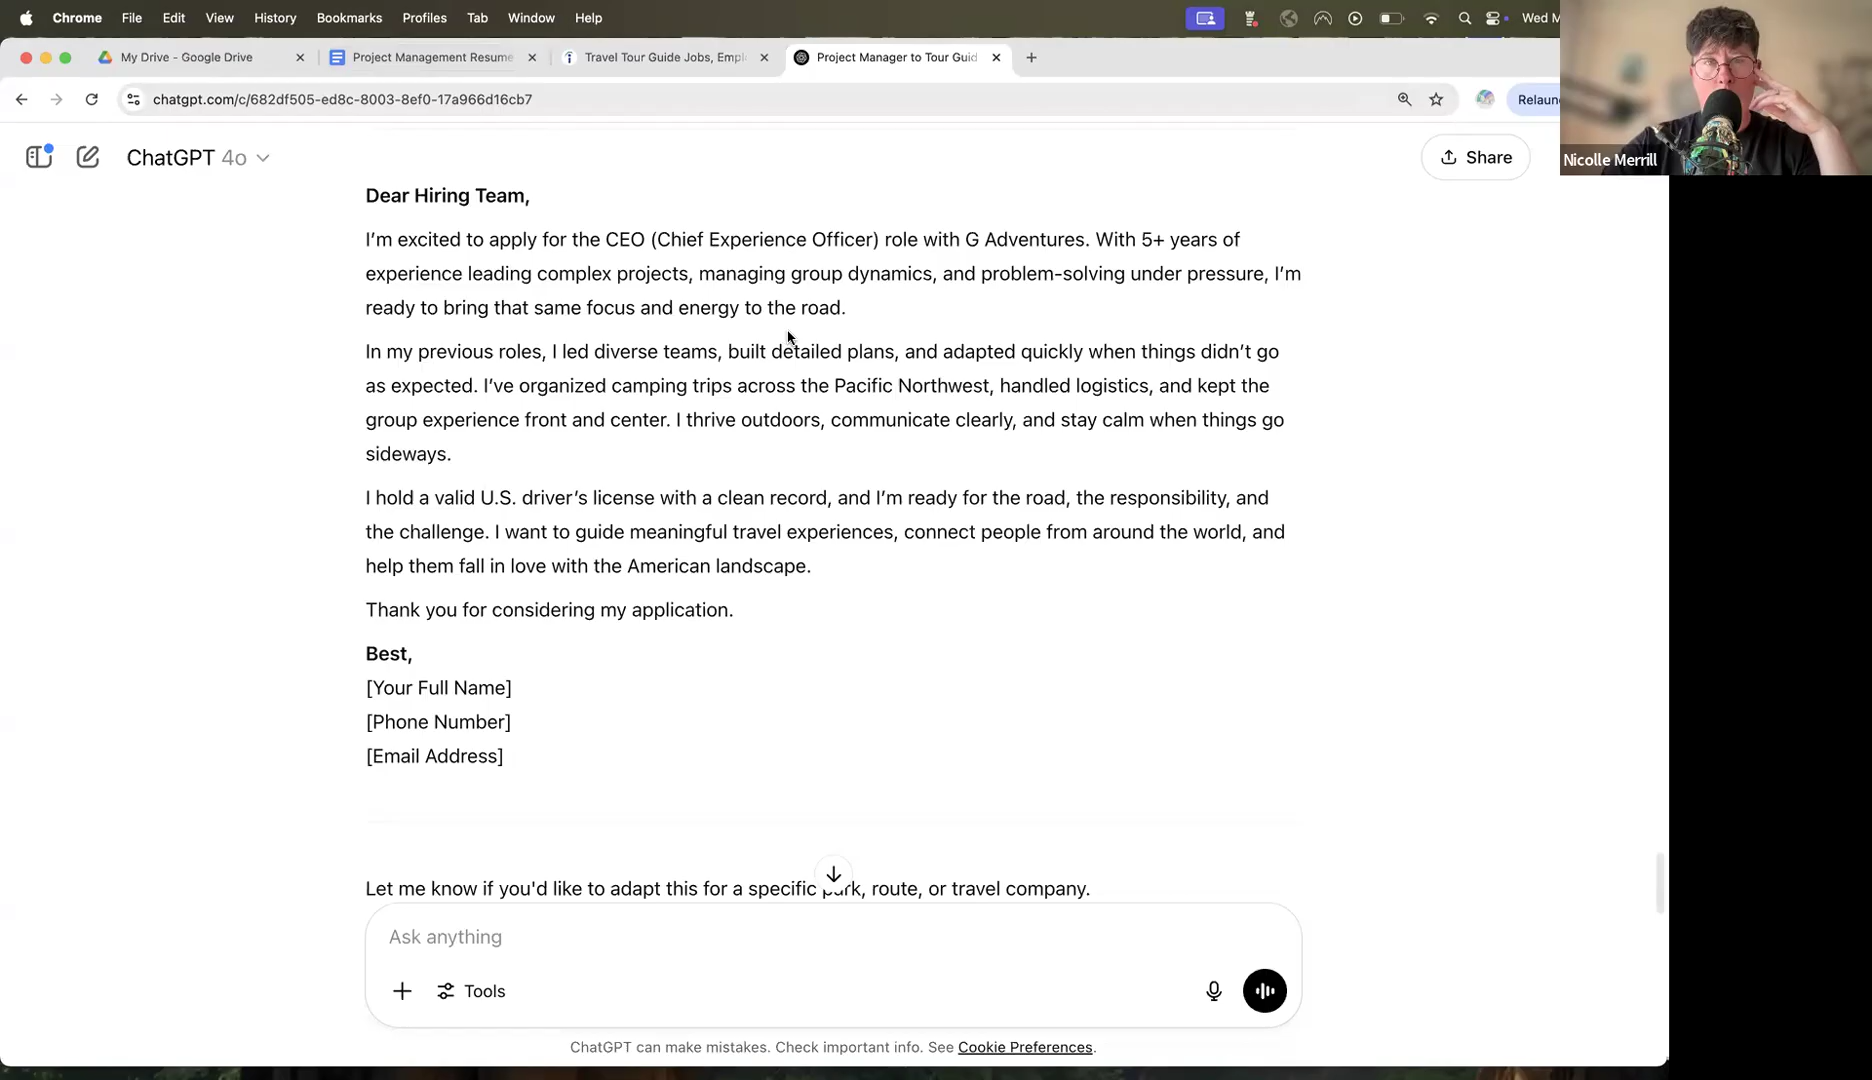 Chrome File Edit View History Bookmarks Profiles Tab Window Help Wed M
My Drive - Google Drive Project Management Resume Travel Tour Guide Jobs, Empl Project Manager to Tour Guid
chatgpt.com/c/682df505-ed8c-8003-8ef0-17a966d16cb7 Relaun
Nicolle Merrill
ChatGPT 4o Share
Dear Hiring Team,
I'm excited to apply for the CEO (Chief Experience Officer) role with G Adventures. With 5+ years of
experience leading complex projects, managing group dynamics, and problem-solving under pressure, I'm
ready to bring that same focus and energy to the road.
In my previous roles, I led diverse teams, built detailed plans, and adapted quickly when things didn't go
as expected. I've organized camping trips across the Pacific Northwest, handled logistics, and kept the
group experience front and center. I thrive outdoors, communicate clearly, and stay calm when things go
sideways.
I hold a valid U.S. driver's license with a clean record, and I'm ready for the road, the responsibility, and
the challenge. I want to guide meaningful travel experiences, connect people from around the world, and
help them fall in love with the American landscape.
Thank you for considering my application.
Best,
[Your Full Name]
[Phone Number]
[Email Address]
Let me know if you'd like to adapt this for a specific park, route, or travel company.
Ask anything
Tools
ChatGPT can make mistakes. Check important info. See Cookie Preferences.